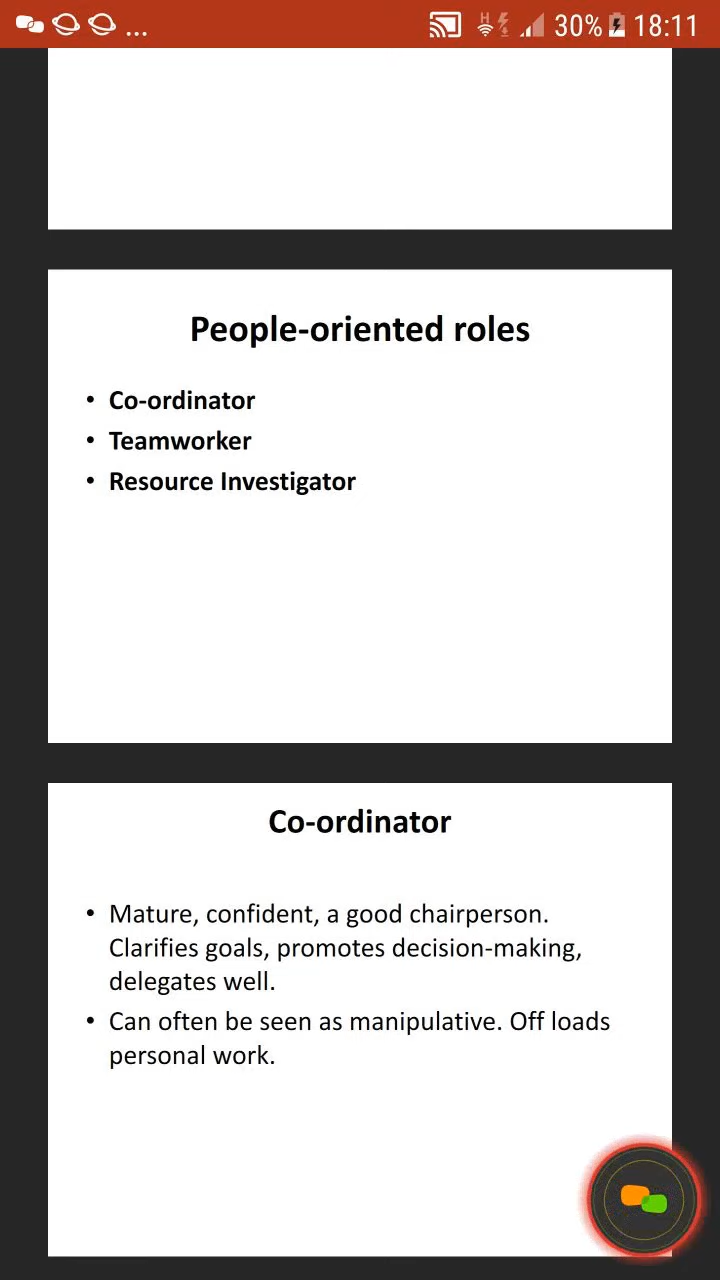 ... H 30% 18:11
People-oriented roles
• Co-ordinator
• Teamworker
• Resource Investigator
Co-ordinator
• Mature, confident, a good chairperson.
Clarifies goals, promotes decision-making,
delegates well.
• Can often be seen as manipulative. Off loads
personal work.